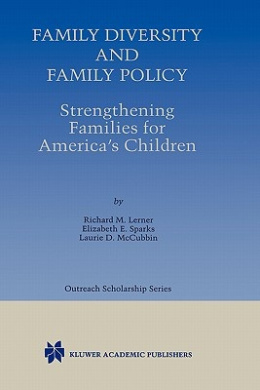 FAMILY DIVERSITY
AND
FAMILY POLICY
Strengthening
Families for
America's Children
by
Richard M. Lerner
Elizabeth E. Sparks
Laurie D. McCubbin
Outreach Scholarship Series
KLUWER ACADEMIC PUBLISHERS